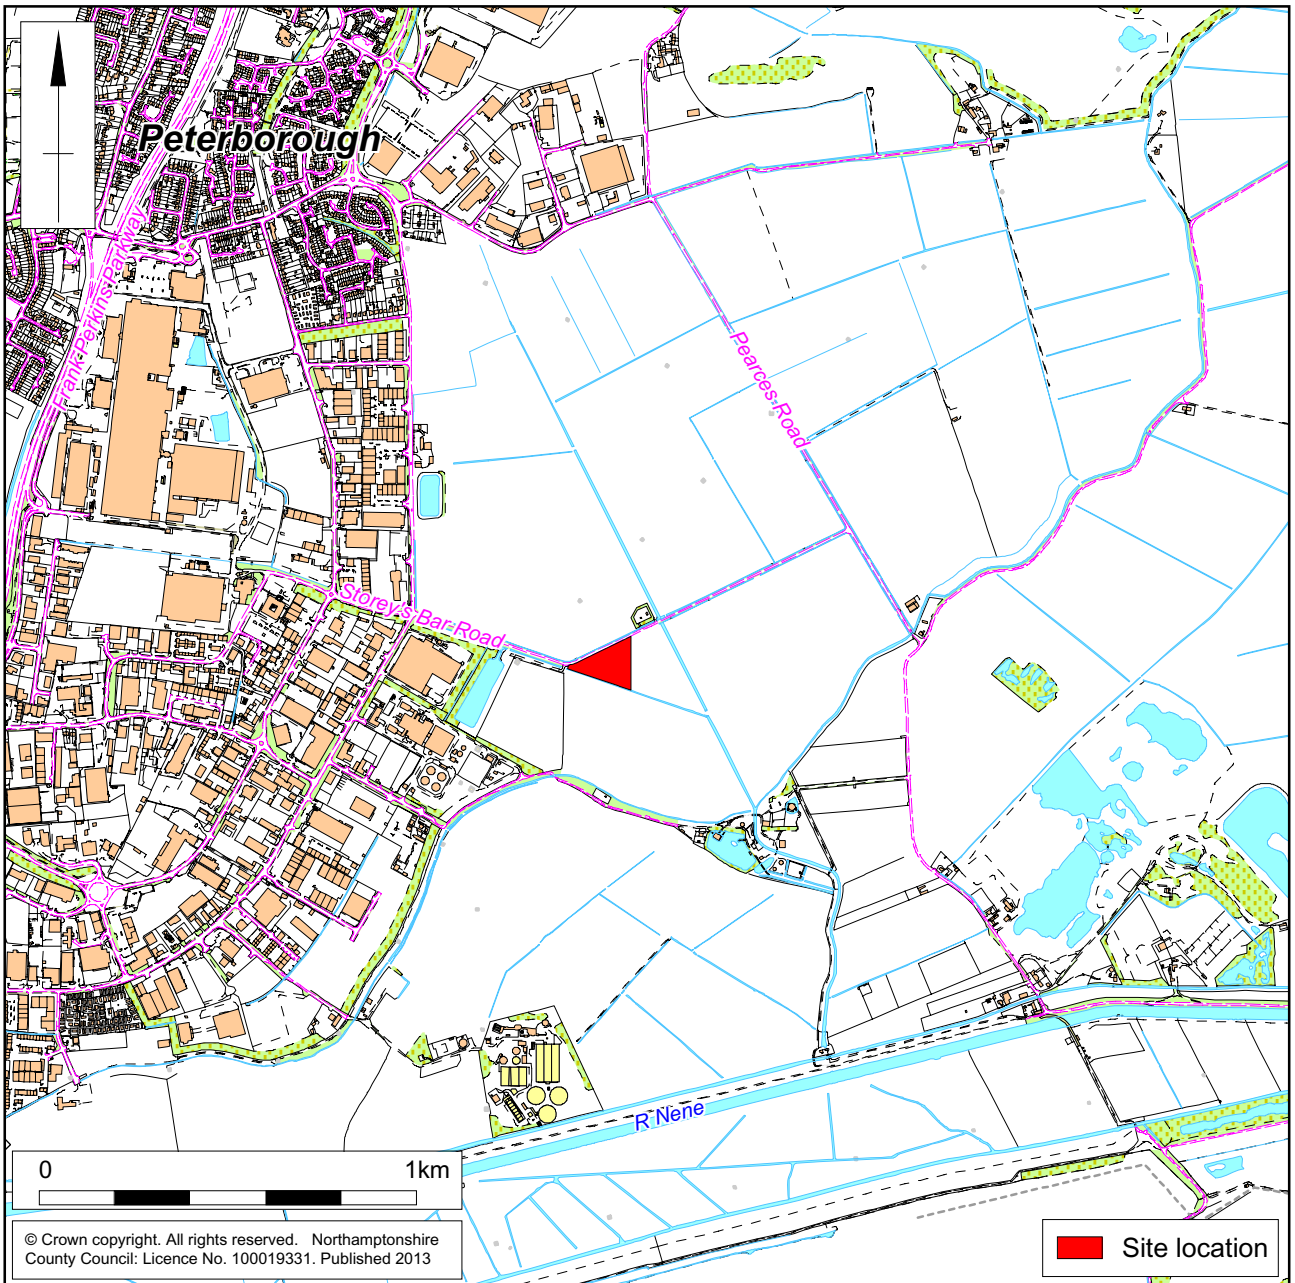 Peterborough
Frank Perkins Parkway
Pearces Road
Storey's Bar Road
R Nene
0 1km
© Crown copyright. All rights reserved. Northamptonshire
County Council: Licence No. 100019331. Published 2013
Site location